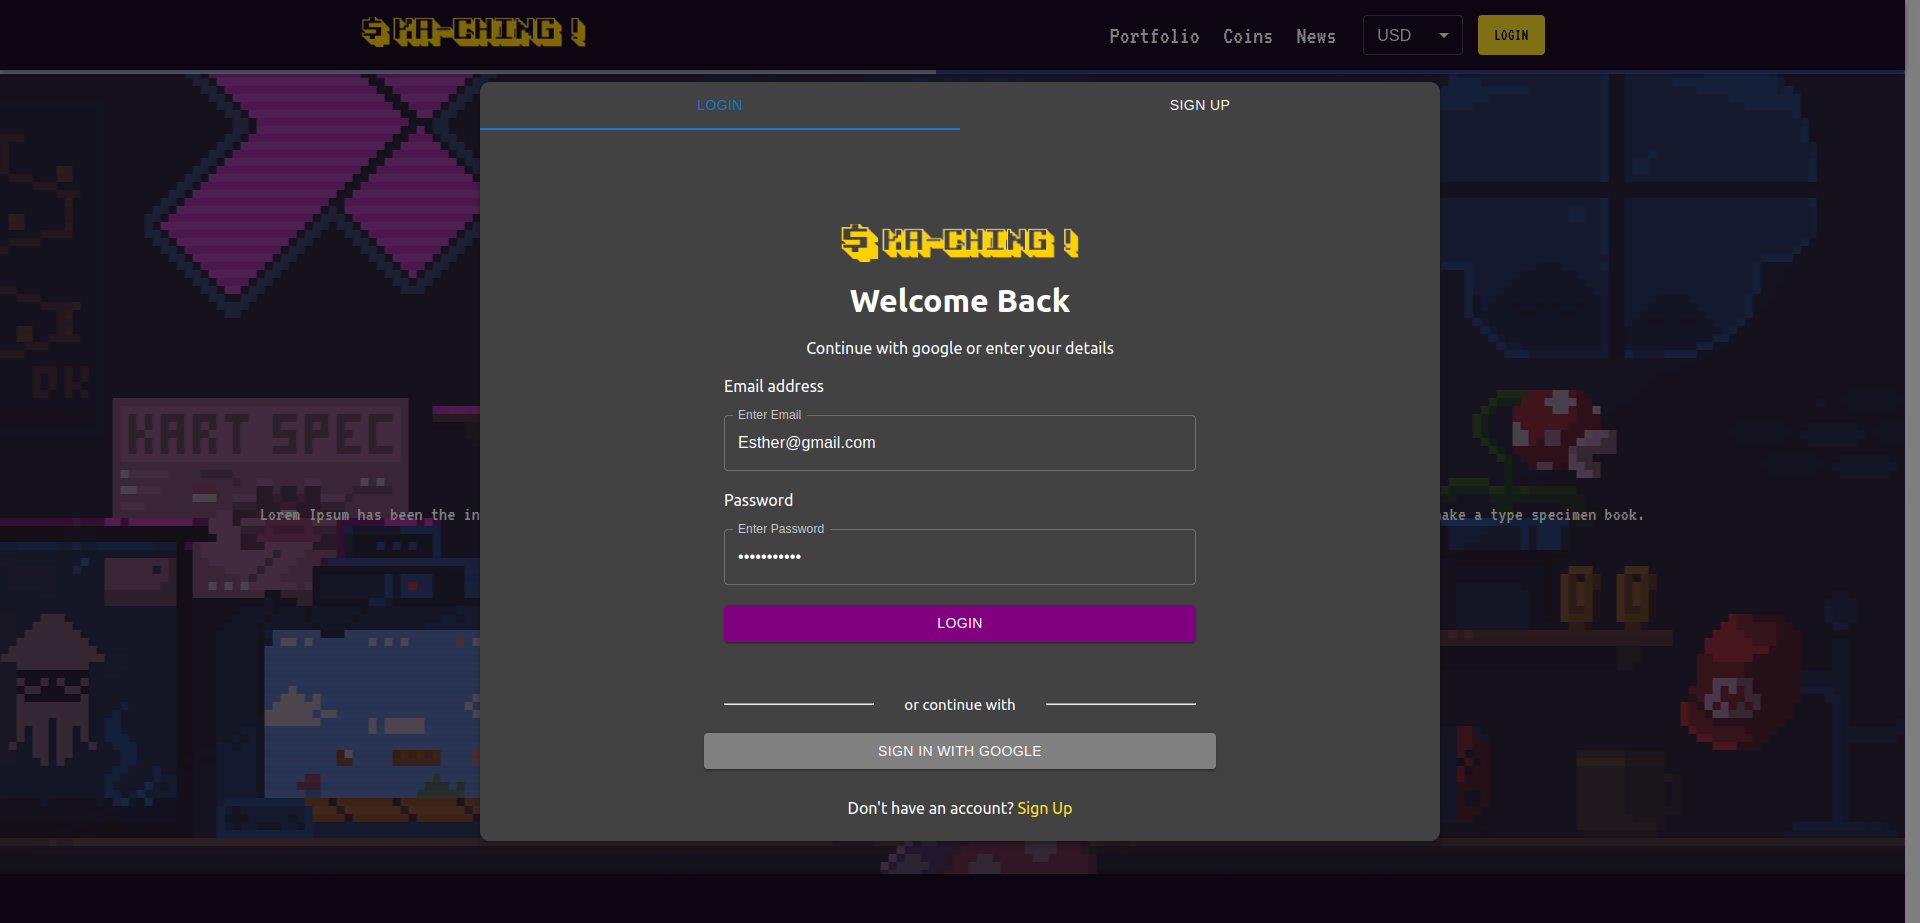 $ KA-CHING !
Portfolio Coins News USD LOGIN
LOGIN SIGN UP
$ KA-CHING !
Welcome Back
Continue with google or enter your details
Email address
Enter Email
Esther@gmail.com
Password
Enter Password
•••••••••••
LOGIN
or continue with
SIGN IN WITH GOOGLE
Don't have an account? Sign Up
DK
KART SPEC
Lorem Ipsum has been the in
ake a type specimen book.